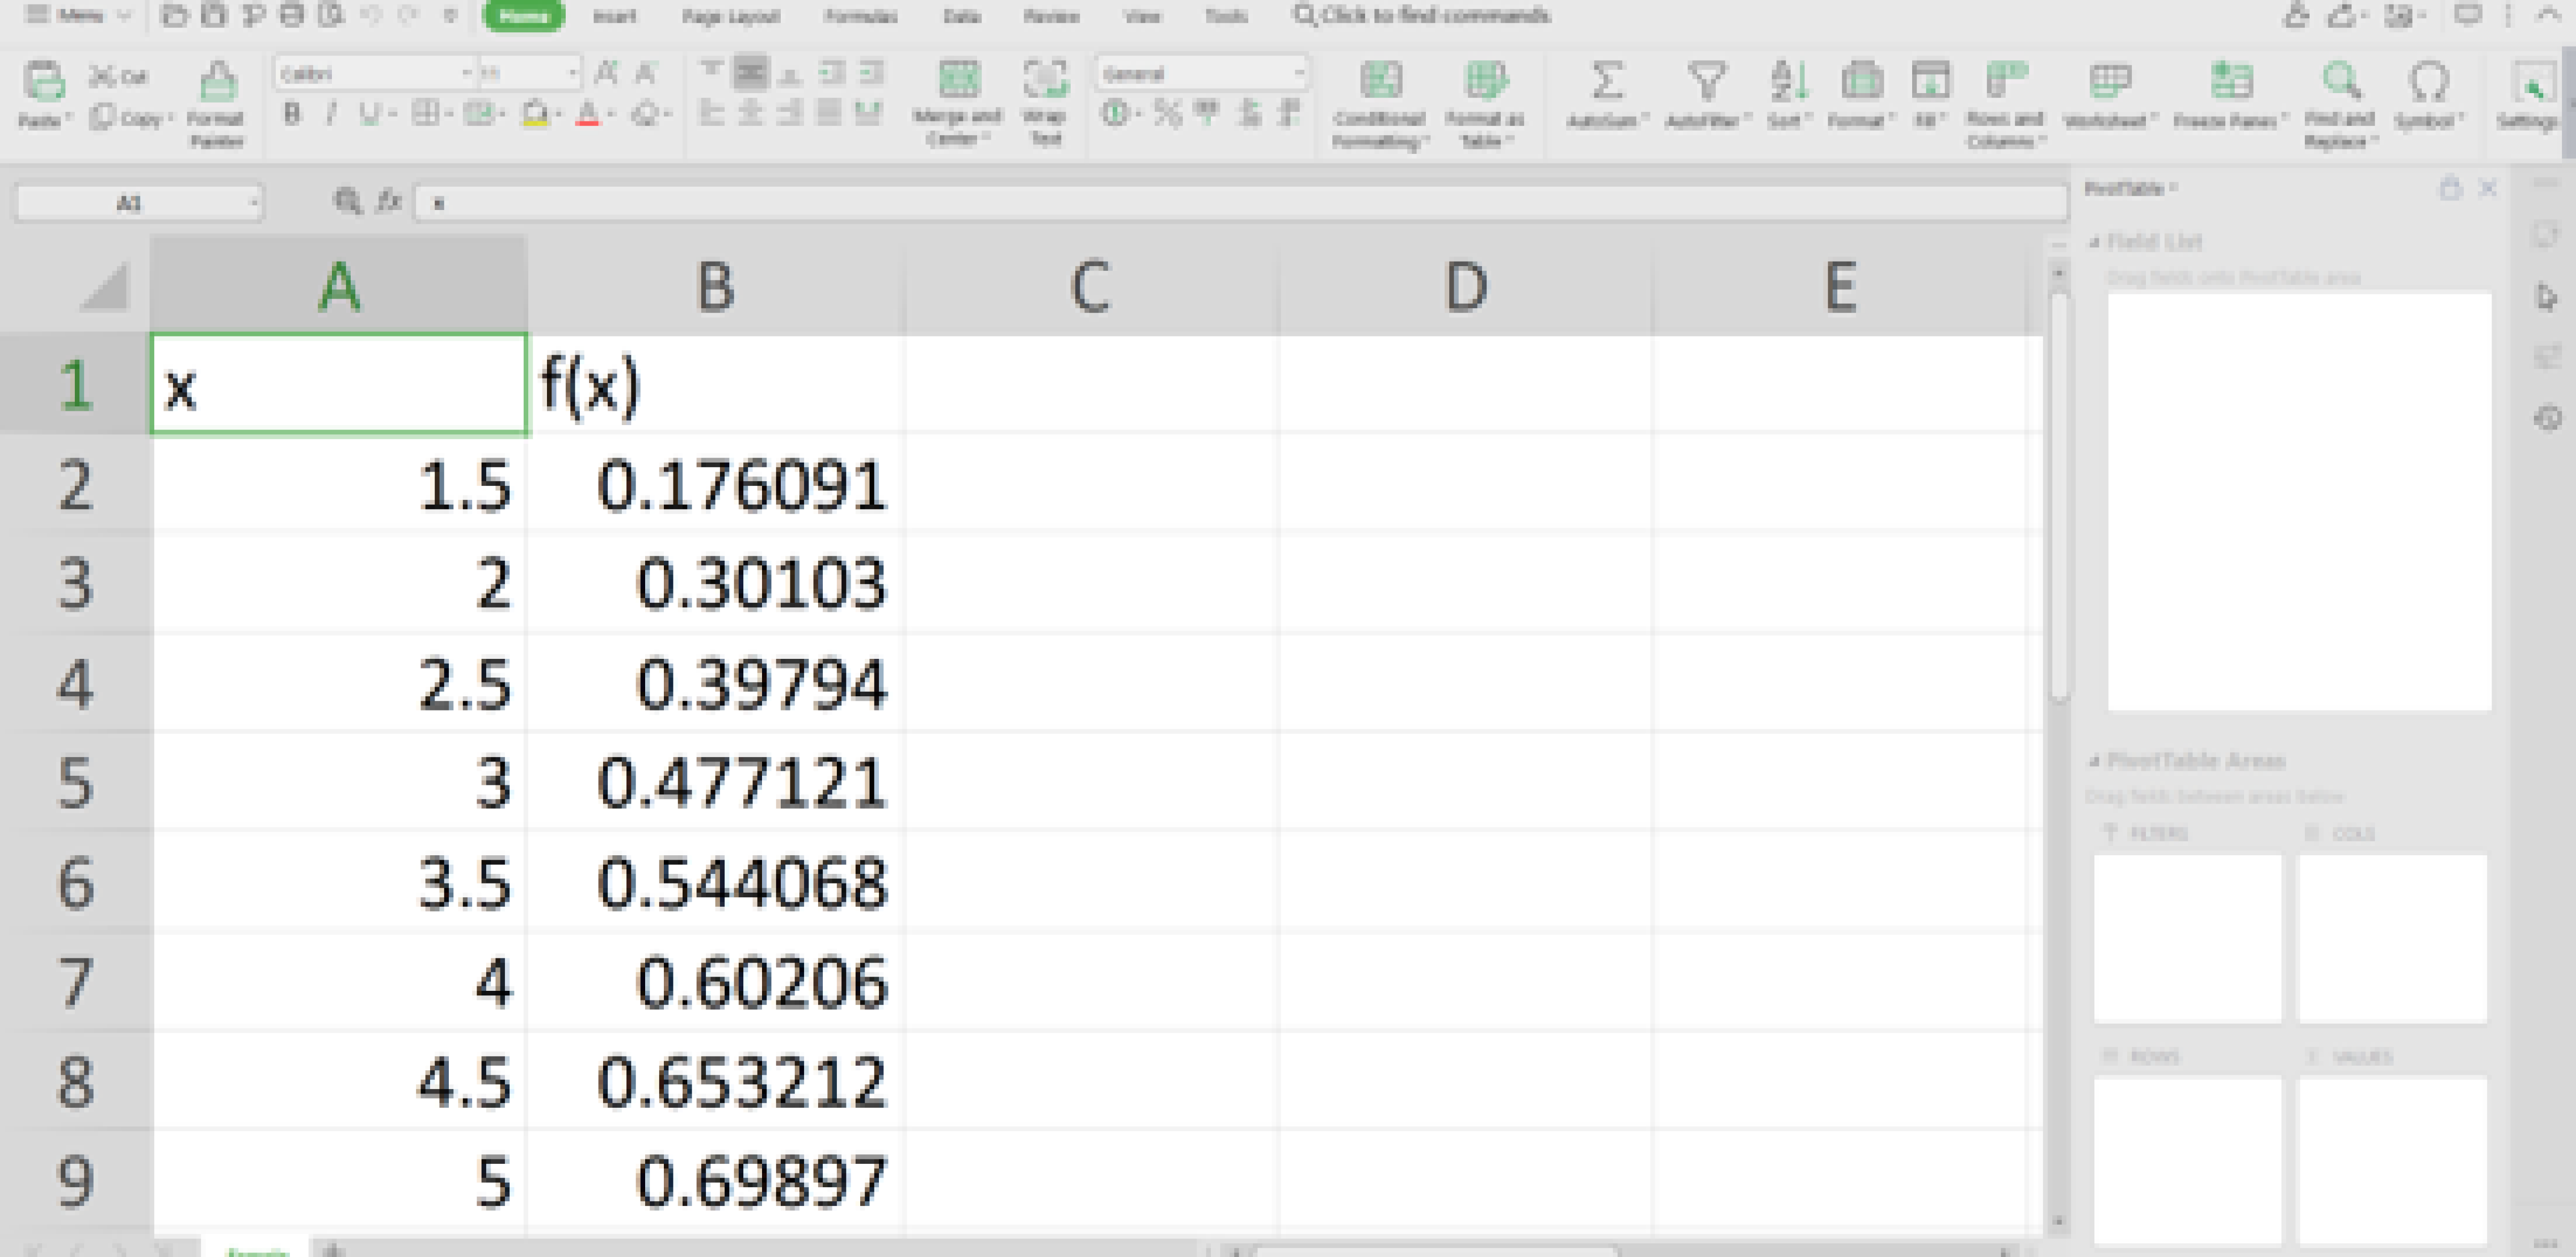 Menu Home Insert Page Layout Formulas Data Review View Tools Click to find commands
Paste Cut Copy Format Painter
Calibri 11
B I U A
Merge and Center Wrap Text
General
Conditional Formatting Format as Table
AutoSum AutoFilter Sort Format Fill Rows and Columns Worksheet Freeze Panes Find and Replace Symbol Settings
A1 fx x
PivotTable
Field List
Drag fields onto PivotTable area
A B C D E
1 x f(x)
2 1.5 0.176091
3 2 0.30103
4 2.5 0.39794
5 3 0.477121
6 3.5 0.544068
7 4 0.60206
8 4.5 0.653212
9 5 0.69897
PivotTable Areas
Drag fields between areas below
FILTERS COLS
ROWS VALUES